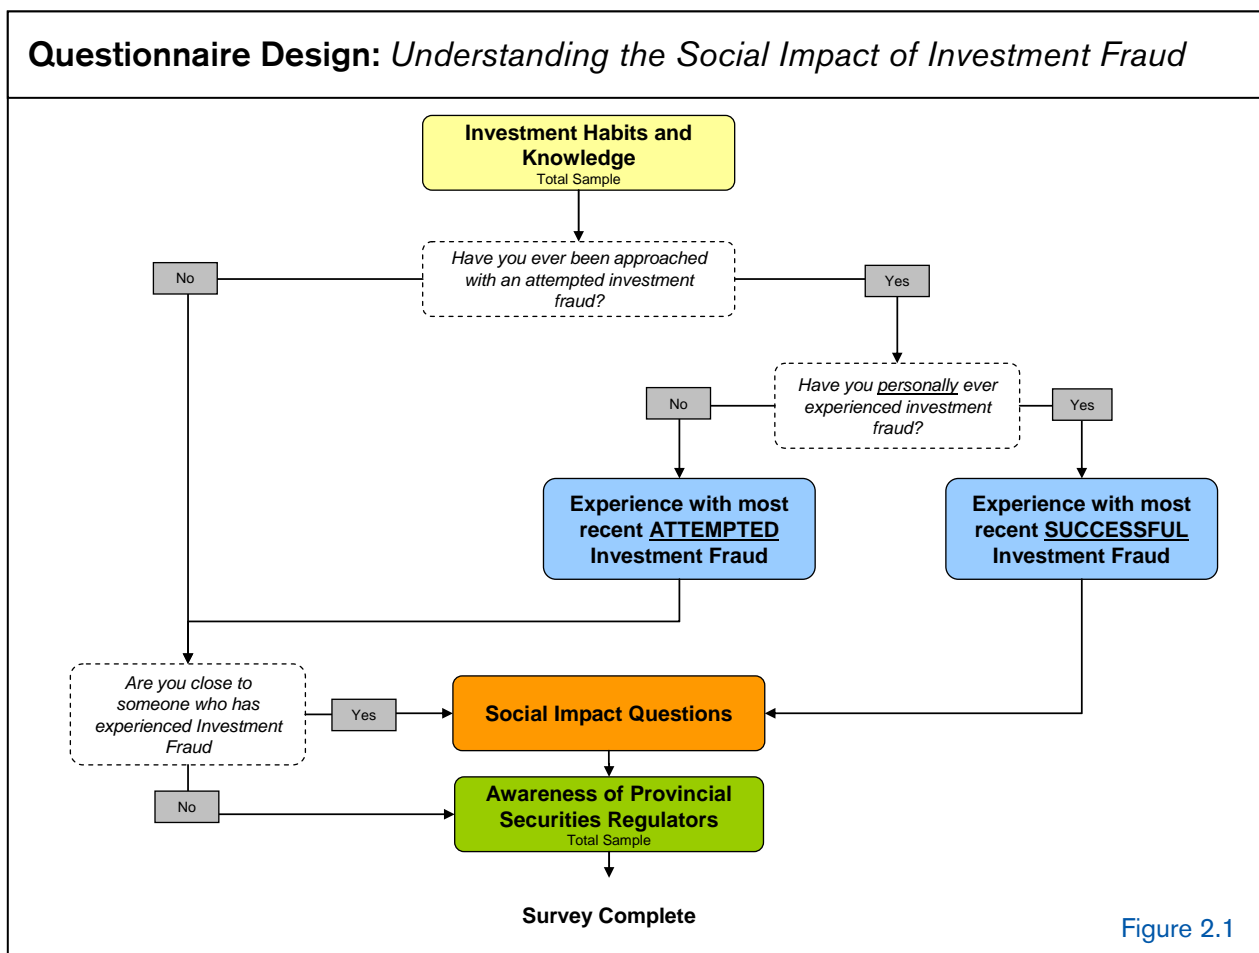 Questionnaire Design: Understanding the Social Impact of Investment Fraud
Investment Habits and
Knowledge
Total Sample
Have you ever been approached
with an attempted investment
fraud?
No
Yes
Have you personally ever
experienced investment
fraud?
No
Yes
Experience with most
recent ATTEMPTED
Investment Fraud
Experience with most
recent SUCCESSFUL
Investment Fraud
Are you close to
someone who has
experienced Investment
Fraud
Yes
Social Impact Questions
No
Awareness of Provincial
Securities Regulators
Total Sample
Survey Complete
Figure 2.1